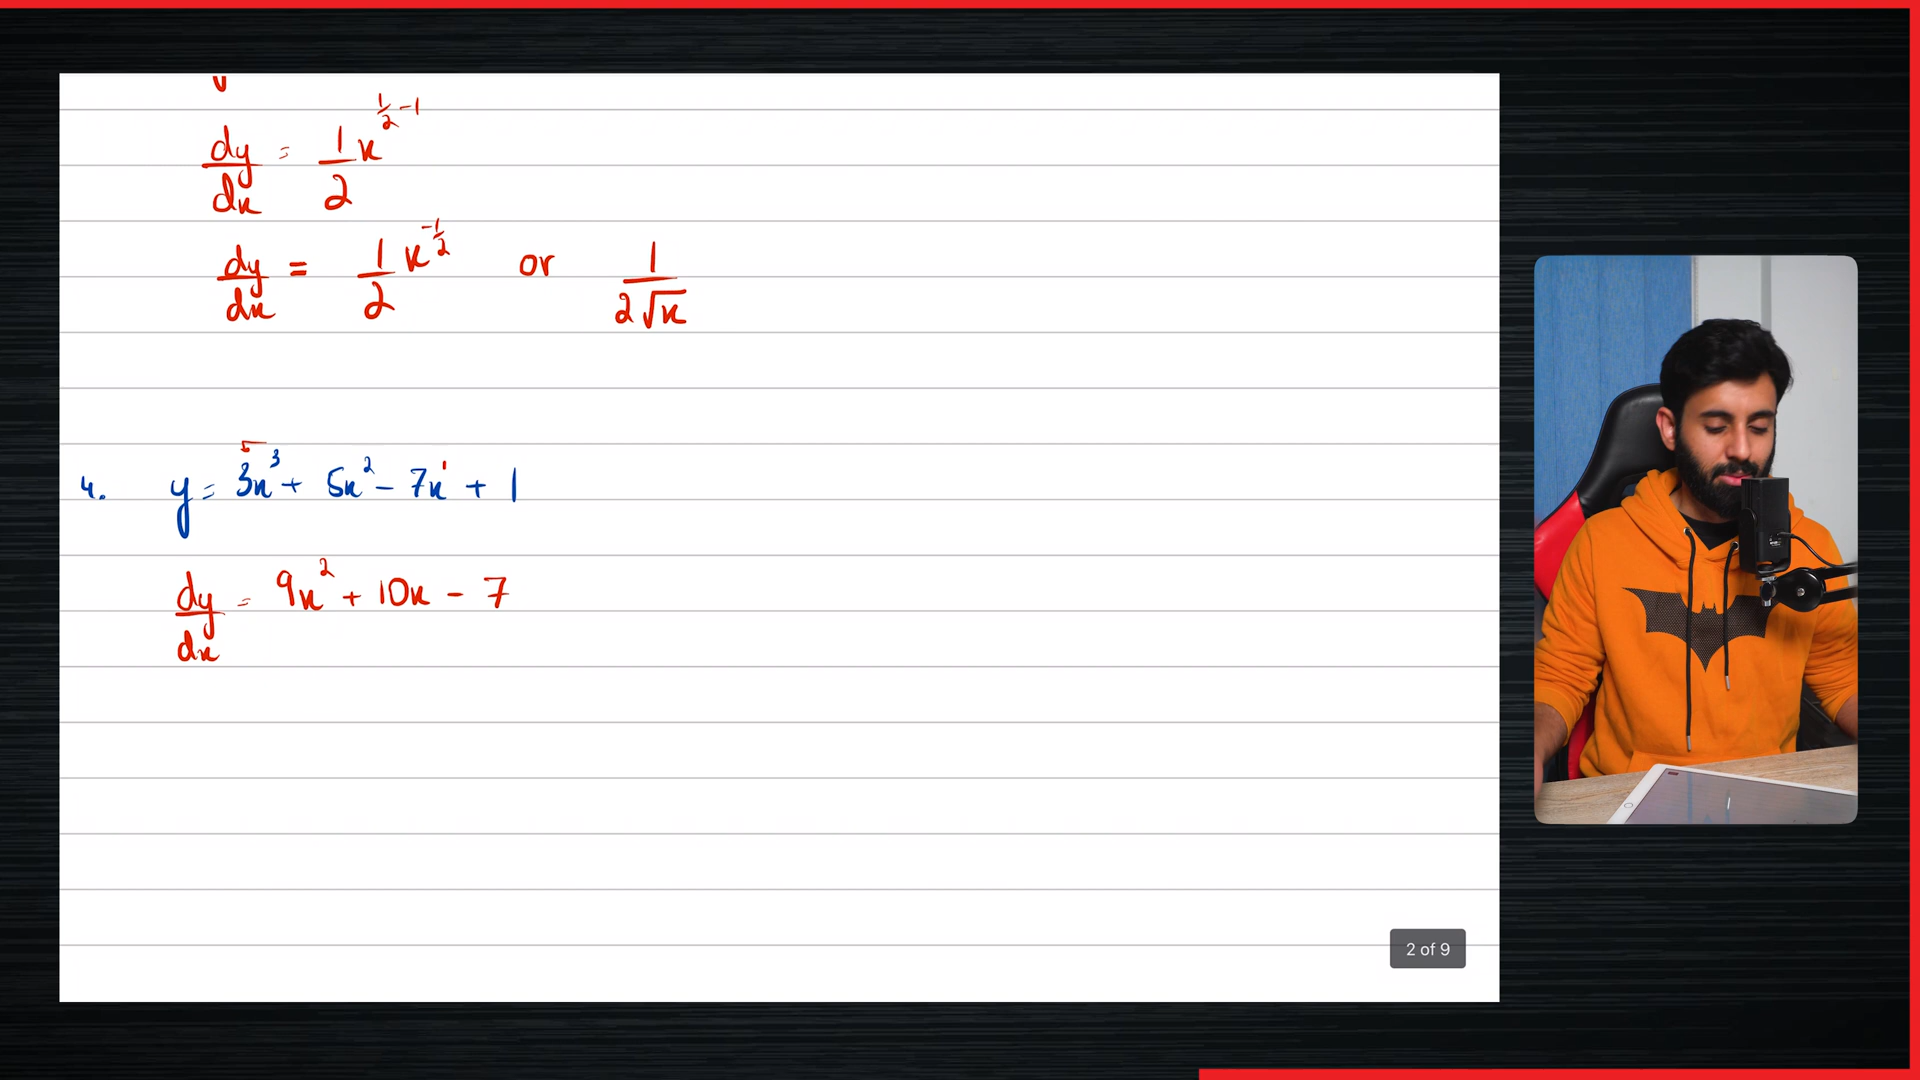 dy/dx = 1/2 x^(1/2 - 1)
dy/dx = 1/2 x^(-1/2) or 1/(2√x)
4. y = 3x³ + 5x² - 7x¹ + 1
dy/dx = 9x² + 10x - 7
2 of 9